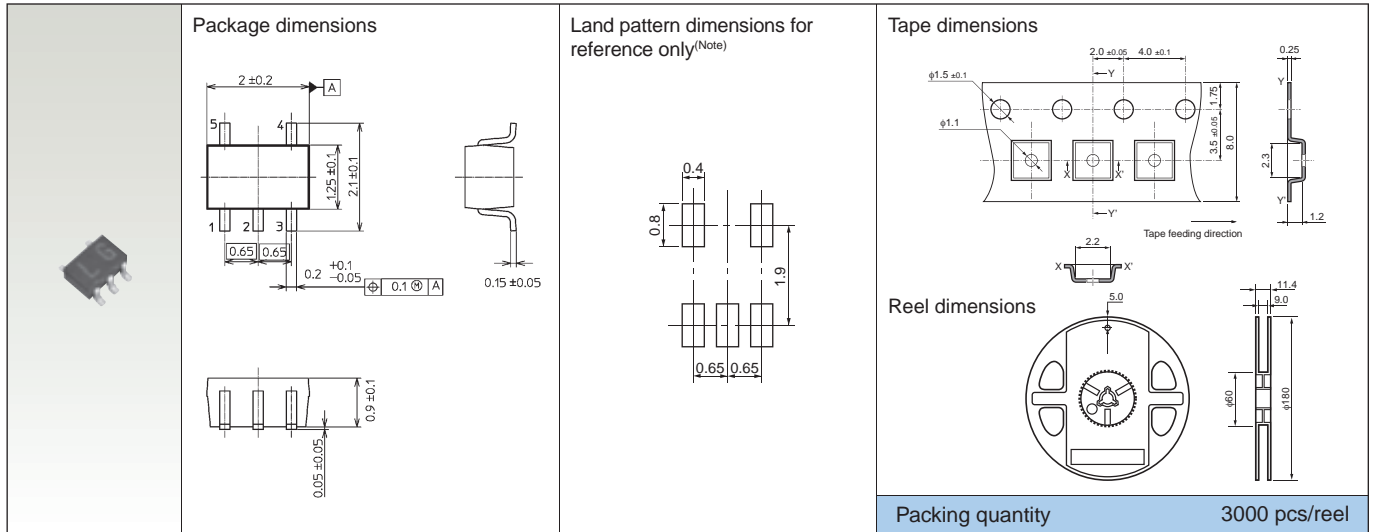 Package dimensions
2 ±0.2
A
5
4
1.25 ±0.1
2.1 ±0.1
1
2
3
0.65
0.65
0.2 +0.1
−0.05
⌖ 0.1 Ⓜ A
0.15 ±0.05
0.9 ±0.1
0.05 ±0.05
LG
Land pattern dimensions for
reference only(Note)
0.4
0.8
1.9
0.65
0.65
Tape dimensions
2.0 ±0.05
4.0 ±0.1
0.25
φ1.5 ±0.1
Y
Y
1.75
φ1.1
3.5 ±0.05
8.0
2.3
X
X'
Y'
Y'
1.2
Tape feeding direction
2.2
X
X'
Reel dimensions
5.0
11.4
9.0
φ60
φ180
Packing quantity
3000 pcs/reel